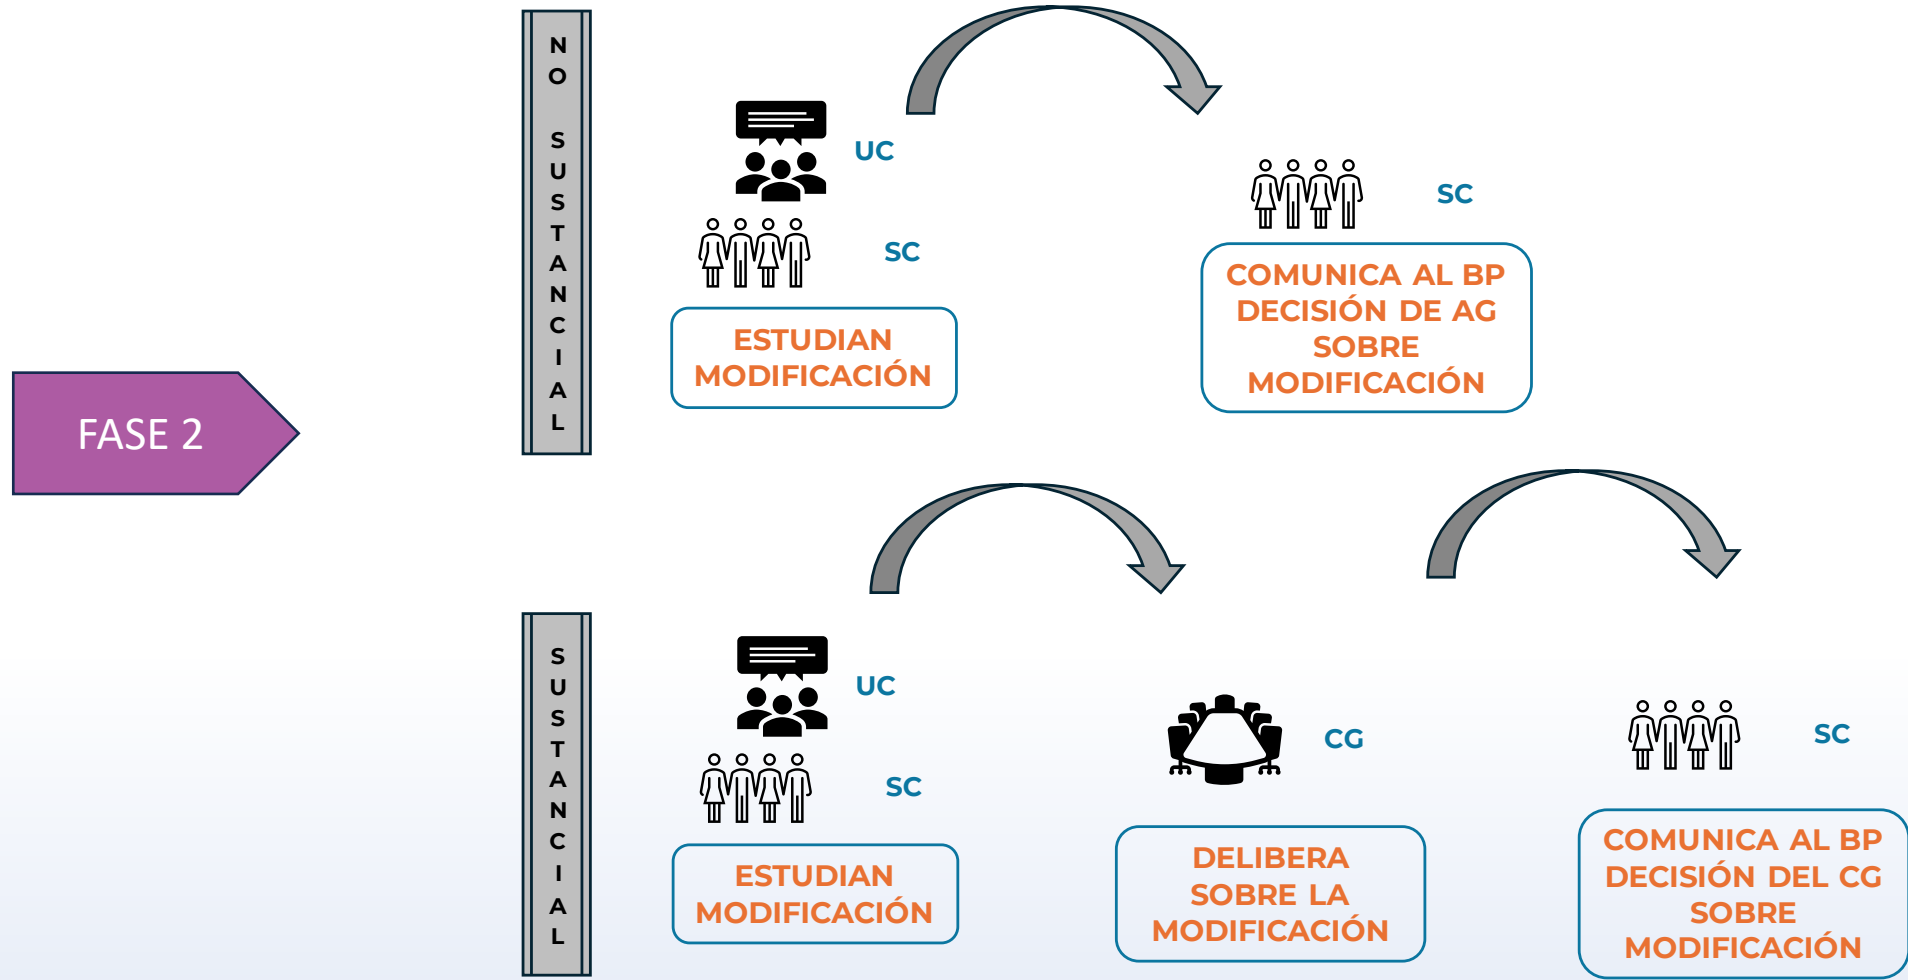 FASE 2
NO SUSTANCIAL
UC
SC
ESTUDIAN
MODIFICACIÓN
SC
COMUNICA AL BP
DECISIÓN DE AG
SOBRE
MODIFICACIÓN
SUSTANCIAL
UC
SC
ESTUDIAN
MODIFICACIÓN
CG
DELIBERA
SOBRE LA
MODIFICACIÓN
SC
COMUNICA AL BP
DECISIÓN DEL CG
SOBRE
MODIFICACIÓN